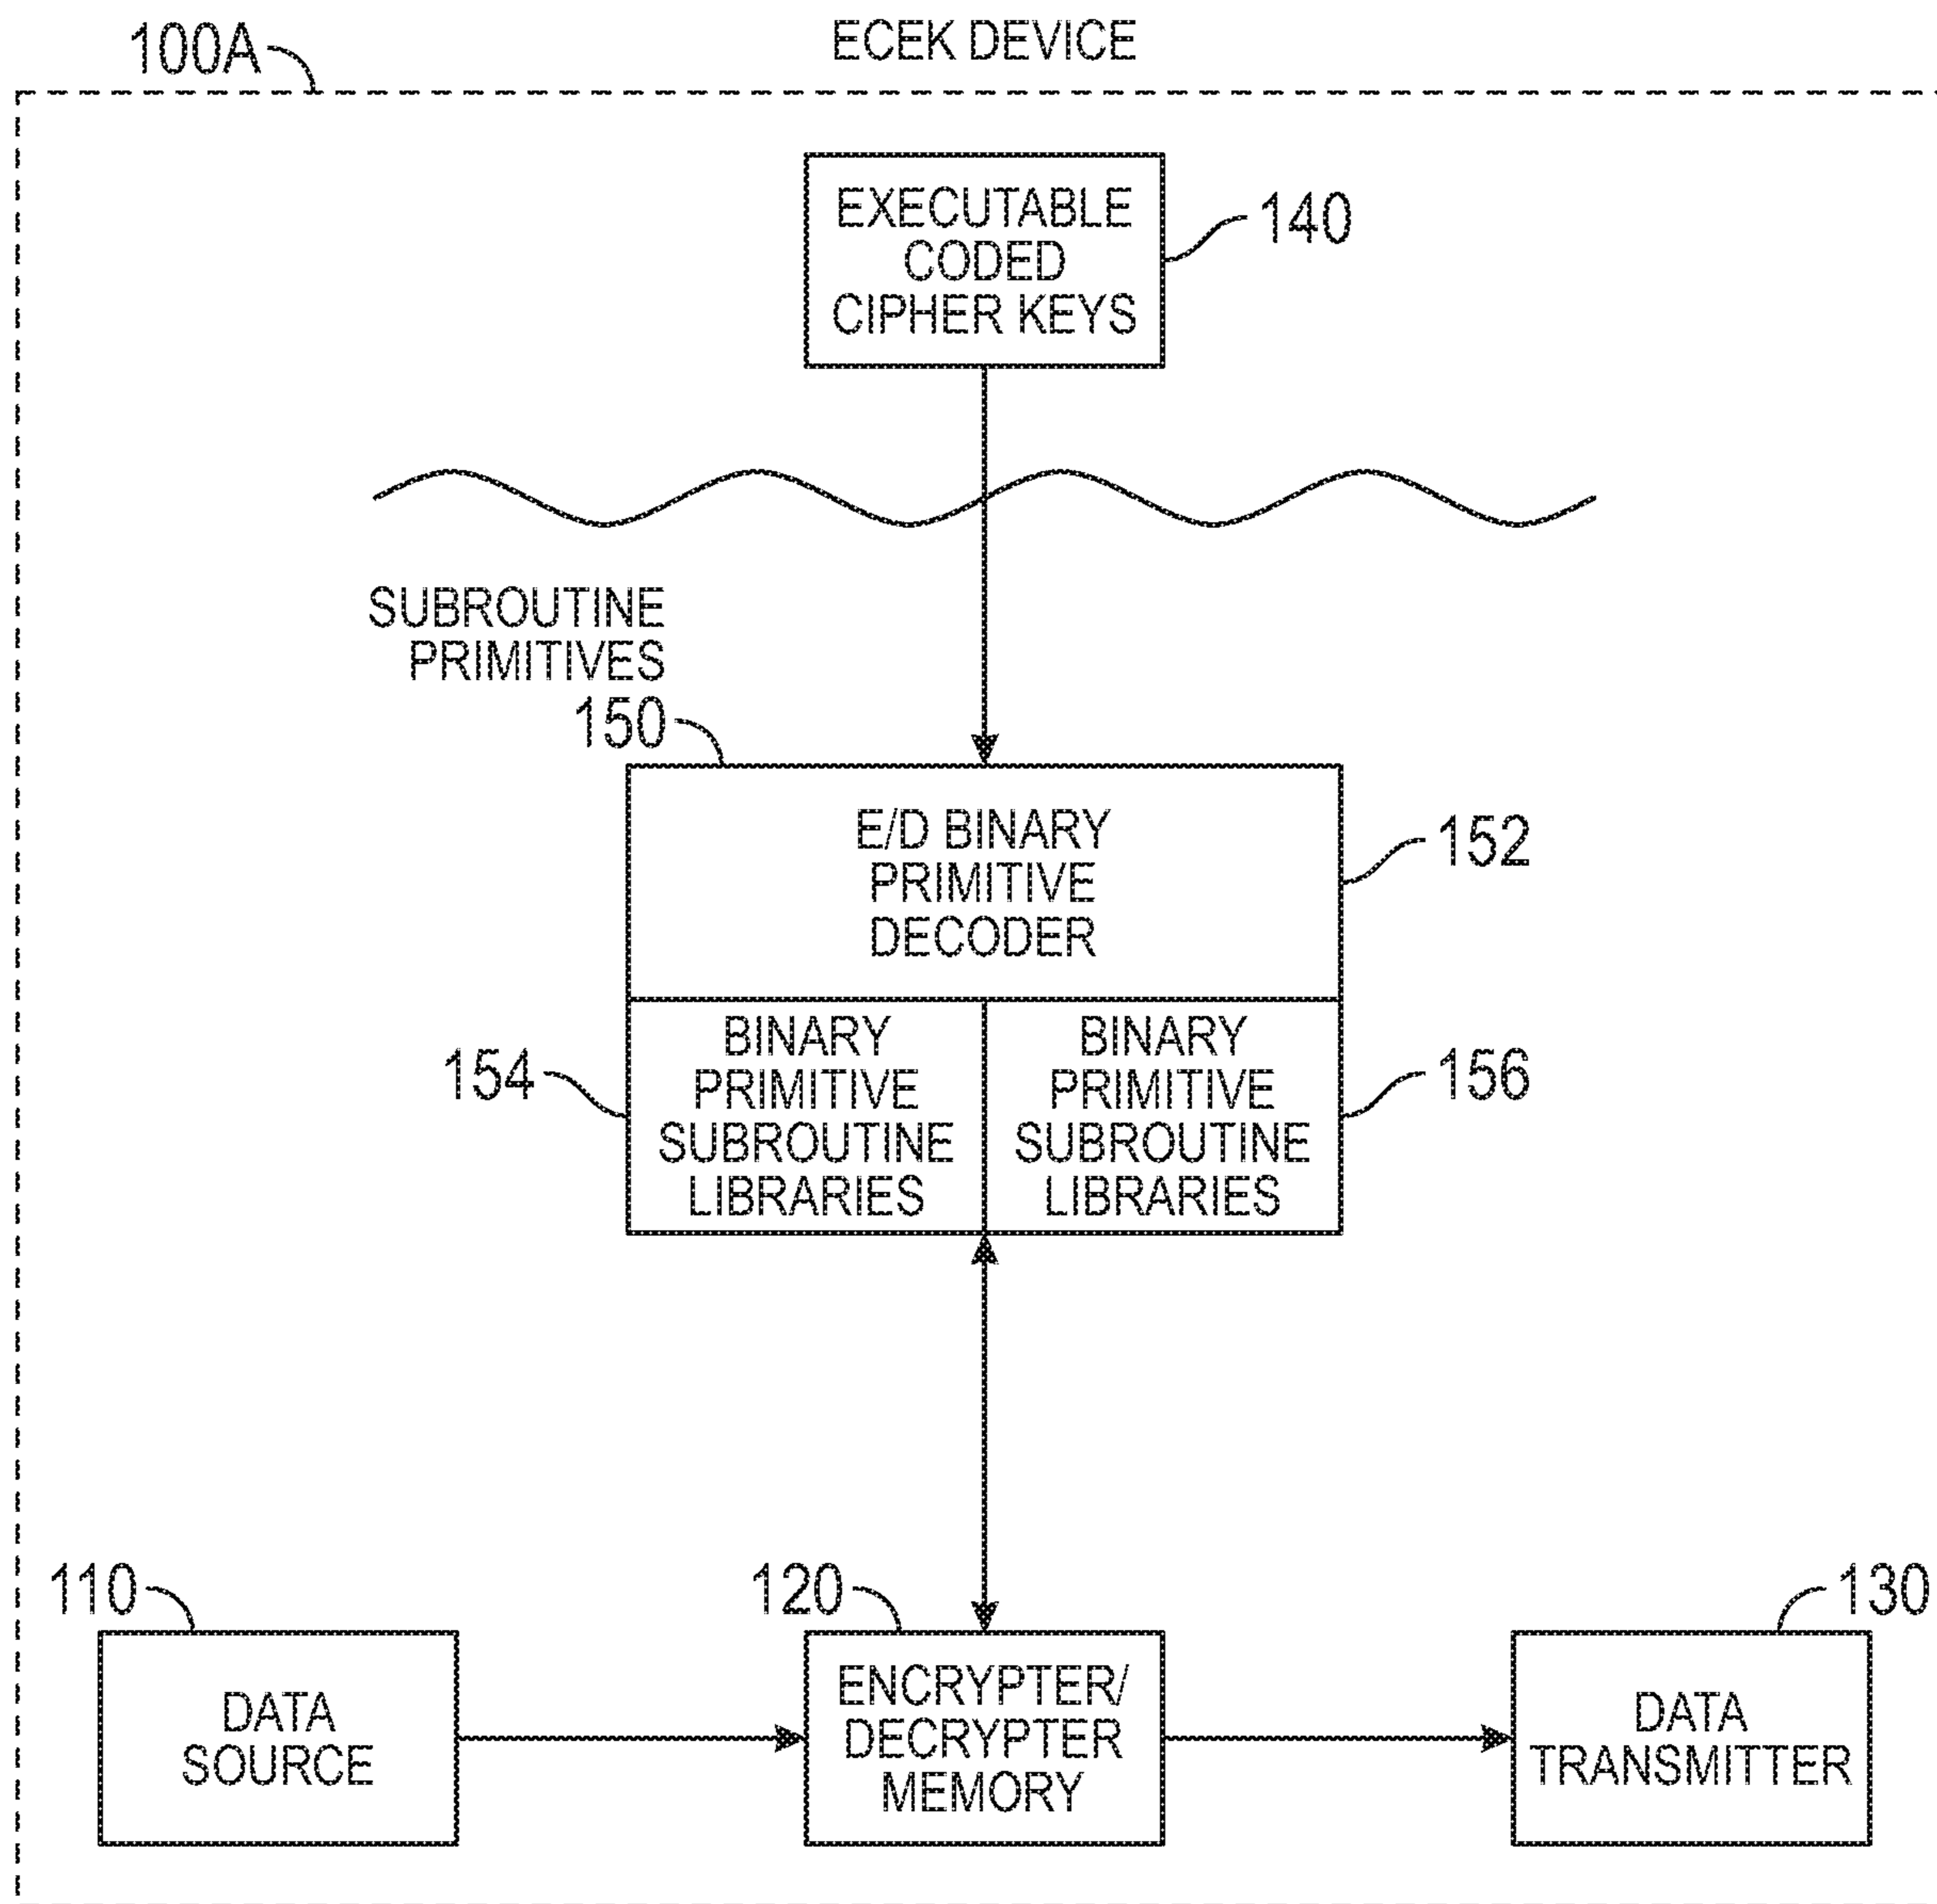 ECEK DEVICE
100A
EXECUTABLE
CODED
CIPHER KEYS
140
SUBROUTINE
PRIMITIVES
150
E/D BINARY
PRIMITIVE
DECODER
152
154
BINARY
PRIMITIVE
SUBROUTINE
LIBRARIES
BINARY
PRIMITIVE
SUBROUTINE
LIBRARIES
156
110
DATA
SOURCE
120
ENCRYPTER/
DECRYPTER
MEMORY
130
DATA
TRANSMITTER